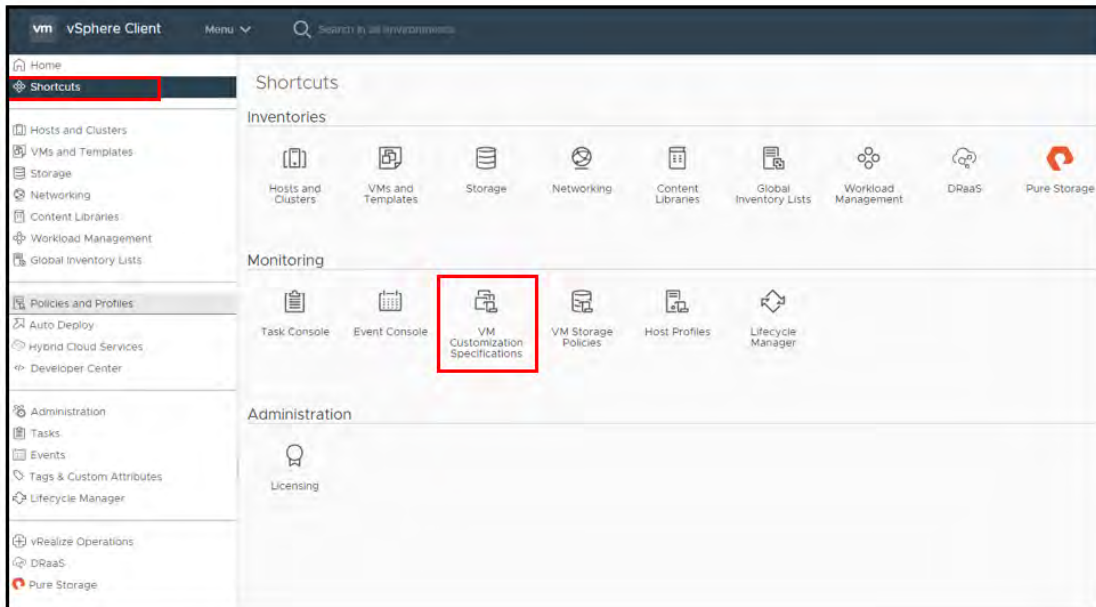 vm vSphere Client Menu Search in all environments
Home
Shortcuts
Hosts and Clusters
VMs and Templates
Storage
Networking
Content Libraries
Workload Management
Global Inventory Lists
Policies and Profiles
Auto Deploy
Hybrid Cloud Services
Developer Center
Administration
Tasks
Events
Tags & Custom Attributes
Lifecycle Manager
vRealize Operations
DRaaS
Pure Storage
Shortcuts
Inventories
Hosts and
Clusters
VMs and
Templates
Storage
Networking
Content
Libraries
Global
Inventory Lists
Workload
Management
DRaaS
Pure Storage
Monitoring
Task Console
Event Console
VM
Customization
Specifications
VM Storage
Policies
Host Profiles
Lifecycle
Manager
Administration
Licensing